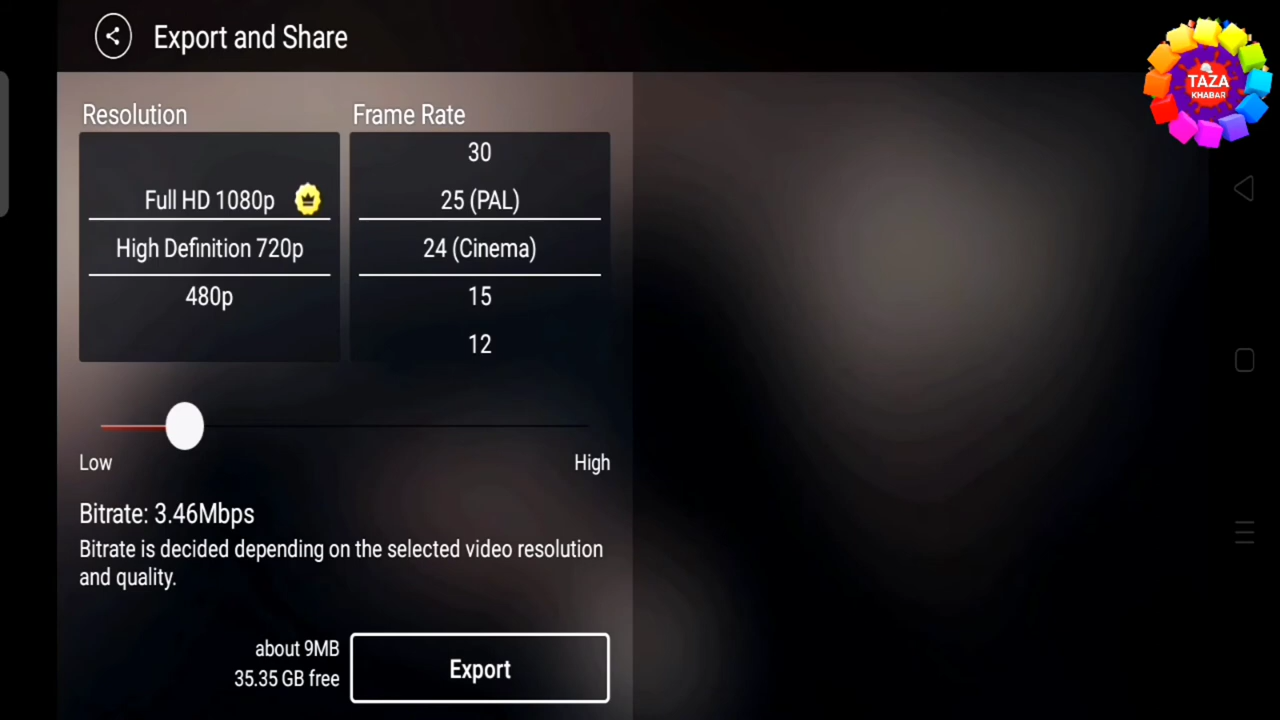 Export and Share
Resolution
Full HD 1080p
High Definition 720p
480p
Frame Rate
30
25 (PAL)
24 (Cinema)
15
12
Low
High
Bitrate: 3.46Mbps
Bitrate is decided depending on the selected video resolution
and quality.
about 9MB
35.35 GB free
Export
TAZA
KHABAR